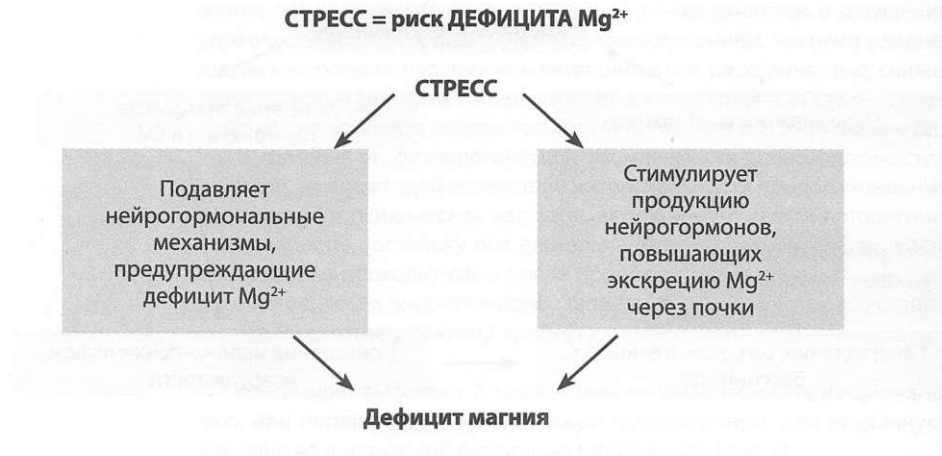 СТРЕСС = риск ДЕФИЦИТА Mg²⁺
СТРЕСС
Подавляет
нейрогормональные
механизмы,
предупреждающие
дефицит Mg²⁺
Стимулирует
продукцию
нейрогормонов,
повышающих
экскрецию Mg²⁺
через почки
Дефицит магния